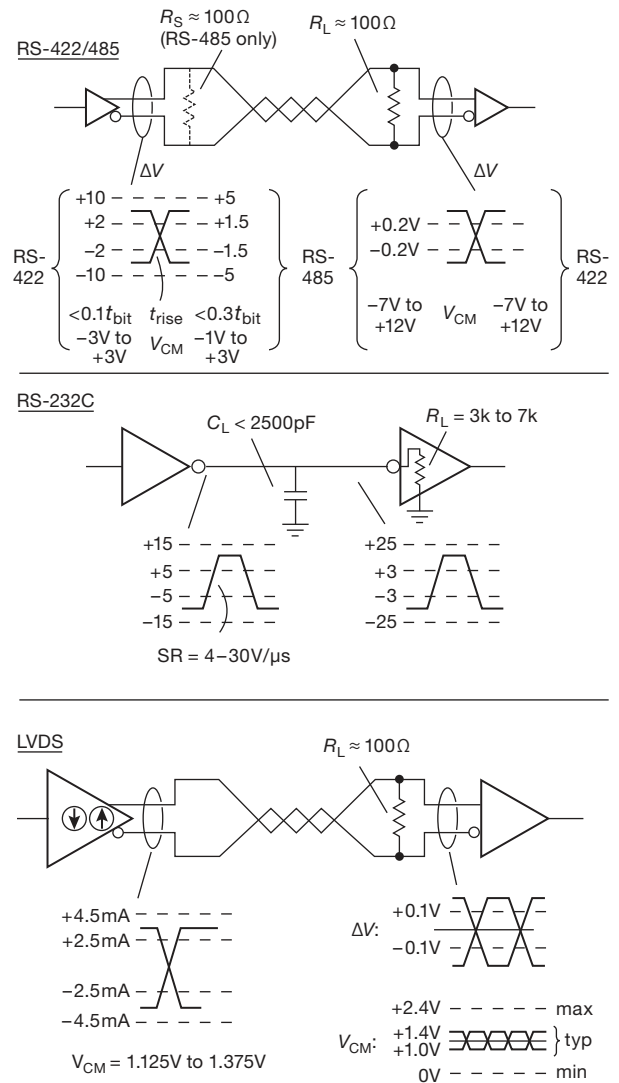 R_S ≈ 100Ω
(RS-485 only)
R_L ≈ 100Ω
RS-422/485
ΔV
ΔV
+10
+5
+2
+1.5
−2
−1.5
−10
−5
RS-
422
RS-
485
+0.2V
−0.2V
RS-
422
<0.1t_bit
t_rise
<0.3t_bit
−3V to
+3V
V_CM
−1V to
+3V
−7V to
+12V
V_CM
−7V to
+12V
RS-232C
C_L < 2500pF
R_L = 3k to 7k
+15
+5
−5
−15
+25
+3
−3
−25
SR = 4–30V/µs
LVDS
R_L ≈ 100Ω
+4.5mA
+2.5mA
−2.5mA
−4.5mA
V_CM = 1.125V to 1.375V
ΔV:
+0.1V
−0.1V
+2.4V
max
V_CM:
+1.4V
+1.0V
typ
0V
min